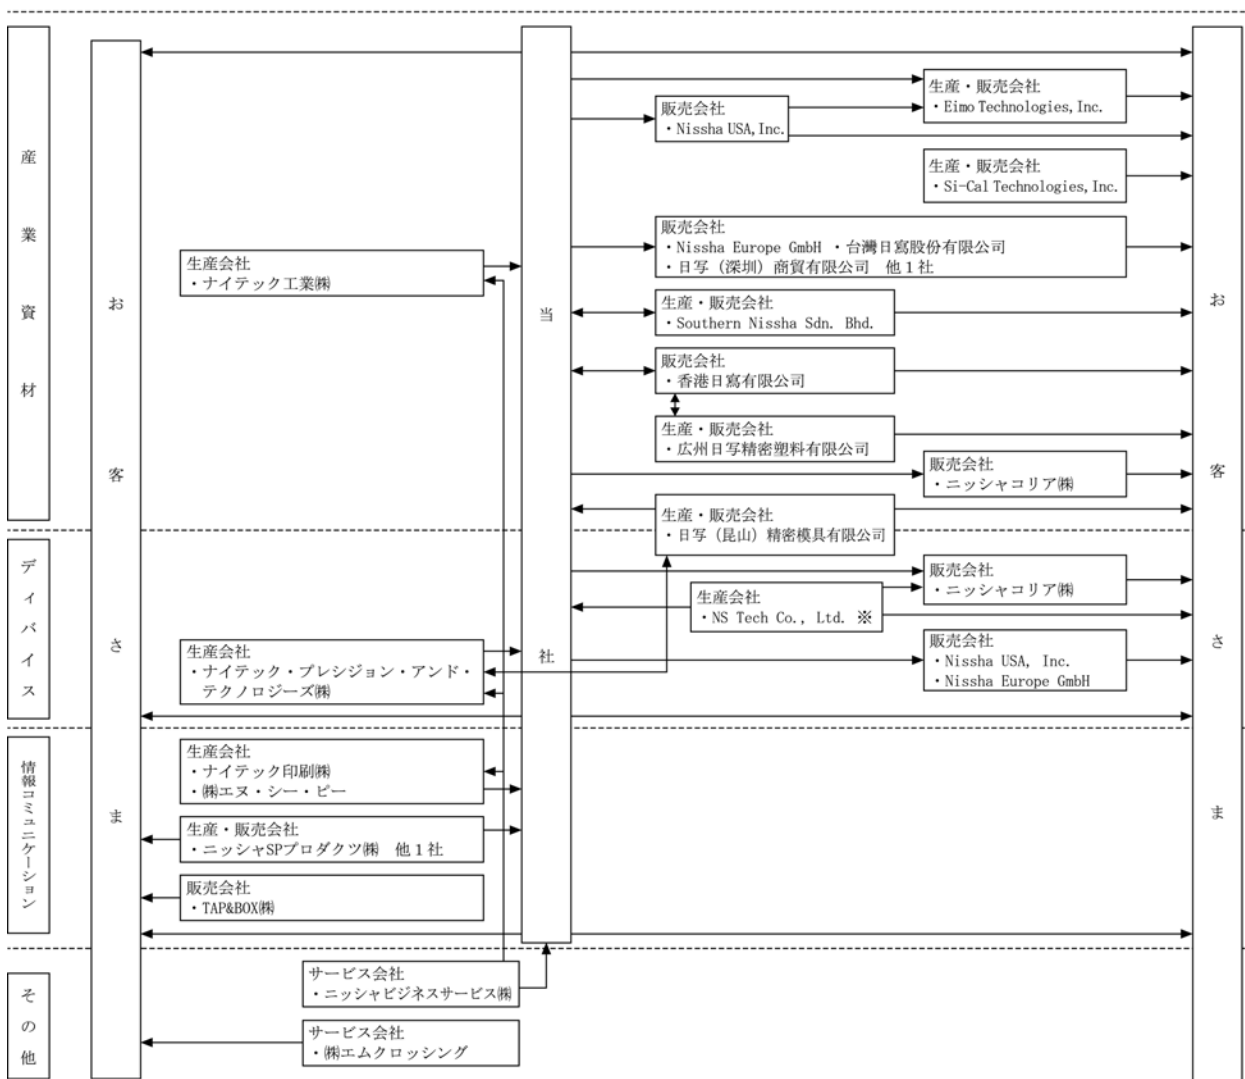 産業資材
お客さま
当社
お客さま
生産・販売会社
・Eimo Technologies,Inc.
販売会社
・Nissha USA,Inc.
生産・販売会社
・Si-Cal Technologies,Inc.
販売会社
・Nissha Europe GmbH ・台灣日寫股份有限公司
・日写（深圳）商貿有限公司　他１社
生産会社
・ナイテック工業㈱
生産・販売会社
・Southern Nissha Sdn. Bhd.
販売会社
・香港日寫有限公司
生産・販売会社
・広州日写精密塑料有限公司
販売会社
・ニッシャコリア㈱
生産・販売会社
・日写（昆山）精密模具有限公司
ディバイス
販売会社
・ニッシャコリア㈱
生産会社
・NS Tech Co., Ltd. ※
生産会社
・ナイテック・プレシジョン・アンド・
テクノロジーズ㈱
販売会社
・Nissha USA, Inc.
・Nissha Europe GmbH
情報コミュニケーション
生産会社
・ナイテック印刷㈱
・㈱エヌ・シー・ピー
生産・販売会社
・ニッシャSPプロダクツ㈱　他１社
販売会社
・TAP&BOX㈱
その他
サービス会社
・ニッシャビジネスサービス㈱
サービス会社
・㈱エムクロッシング